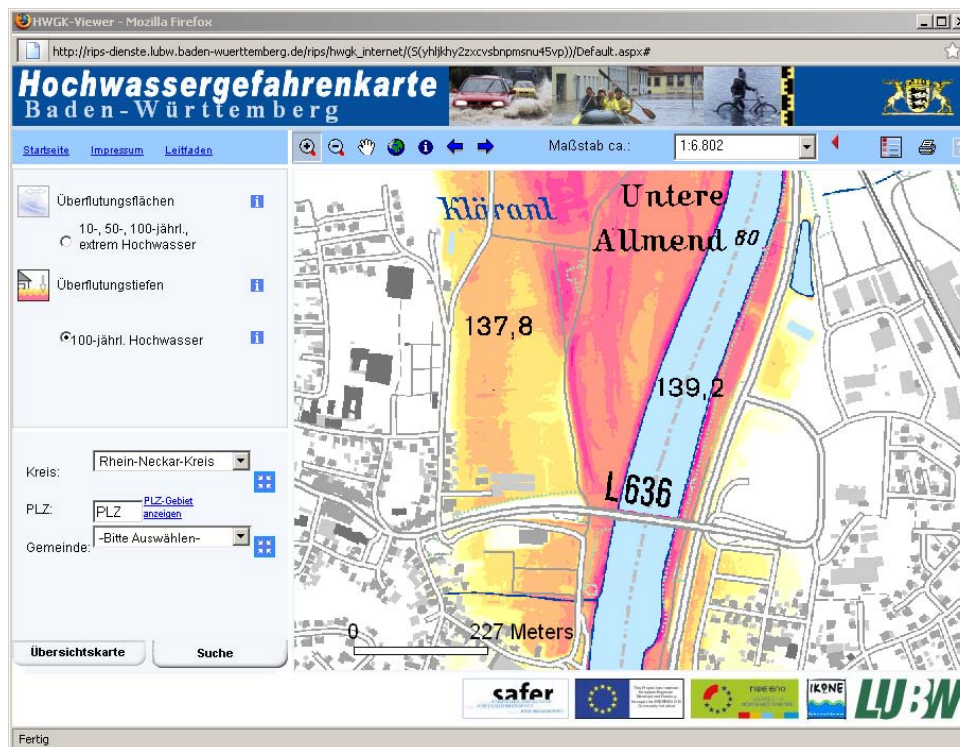 HWGK-Viewer - Mozilla Firefox
http://rips-dienste.lubw.baden-wuerttemberg.de/rips/hwgk_internet/(S(yhljkhy2zxcvsbnpmsnu45vp))/Default.aspx#
Hochwassergefahrenkarte
Baden-Württemberg
Startseite Impressum Leitfaden
Maßstab ca.: 1:6.802
Überflutungsflächen
10-, 50-, 100-jährl.,
extrem Hochwasser
Überflutungstiefen
100-jährl. Hochwasser
Kreis: Rhein-Neckar-Kreis
PLZ: PLZ PLZ-Gebiet
anzeigen
Gemeinde: -Bitte Auswählen-
Übersichtskarte Suche
Kläranl
Untere
Allmend 80
137,8
139,2
L 636
0 227 Meters
safer
IKONE
LUBW
Fertig